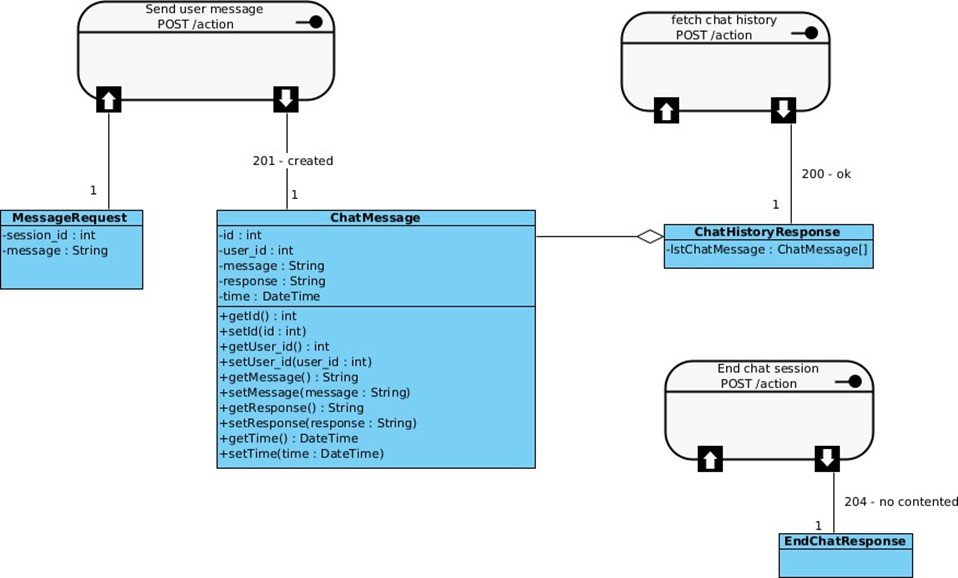 Send user message
POST /action
201 - created
1
1
MessageRequest
-session_id : int
-message : String
ChatMessage
-id : int
-user_id : int
-message : String
-response : String
-time : DateTime
+getId() : int
+setId(id : int)
+getUser_id() : int
+setUser_id(user_id : int)
+getMessage() : String
+setMessage(message : String)
+getResponse() : String
+setResponse(response : String)
+getTime() : DateTime
+setTime(time : DateTime)
fetch chat history
POST /action
200 - ok
1
ChatHistoryResponse
-lstChatMessage : ChatMessage[]
End chat session
POST /action
204 - no contented
1
EndChatResponse